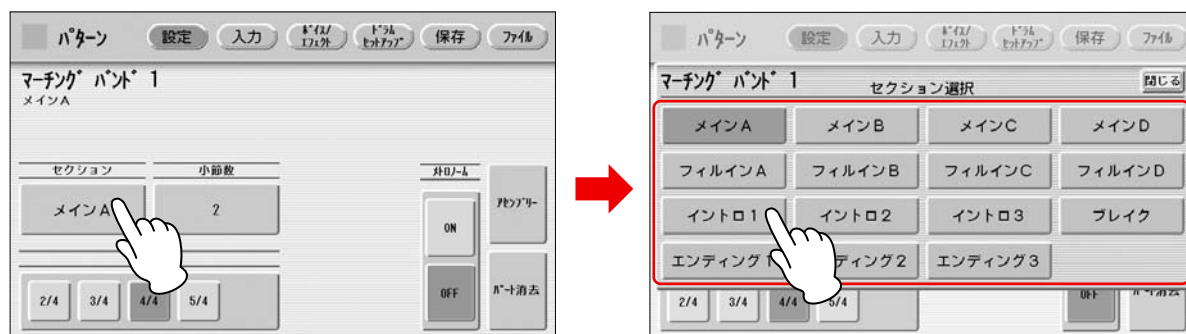 パターン 設定 入力 ボイス/エフェクト ドラムセットアップ 保存 ファイル
マーチング バンド 1
メインA
セクション 小節数 メトロノーム
メインA 2 ON アセンブリー
2/4 3/4 4/4 5/4 OFF パート消去
パターン 設定 入力 ボイス/エフェクト ドラムセットアップ 保存 ファイル
マーチング バンド 1 セクション選択 閉じる
メインA メインB メインC メインD
フィルインA フィルインB フィルインC フィルインD
イントロ1 イントロ2 イントロ3 ブレイク
エンディング1 ディング2 エンディング3
2/4 3/4 4/4 5/4 OFF パート消去